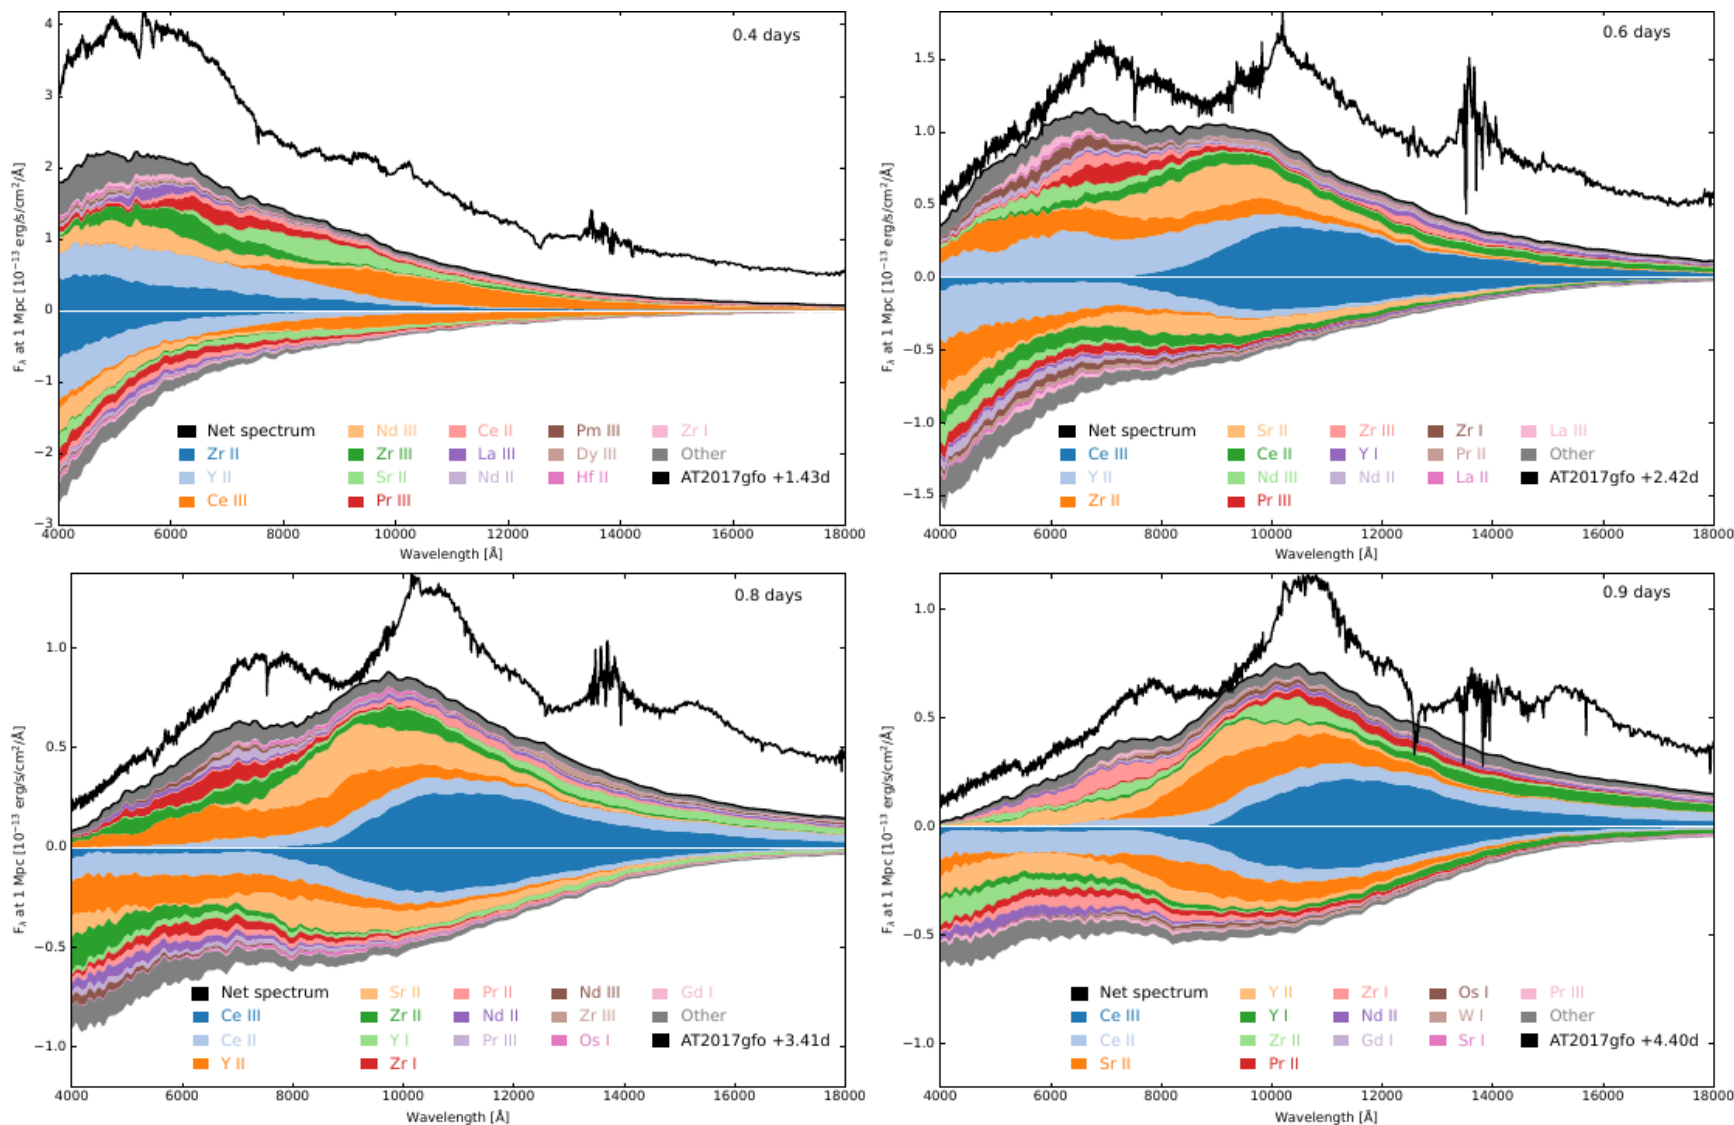 0.4 days
4
3
2
1
0
−1
−2
−3
F_λ at 1 Mpc [10⁻¹³ erg/s/cm²/Å]
Net spectrum
Zr II
Y II
Ce III
Nd III
Zr III
Sr II
Pr III
Ce II
La III
Nd II
Pm III
Dy III
Hf II
Zr I
Other
AT2017gfo +1.43d
4000 6000 8000 10000 12000 14000 16000 18000
Wavelength [Å]
0.6 days
1.5
1.0
0.5
0.0
−0.5
−1.0
−1.5
F_λ at 1 Mpc [10⁻¹³ erg/s/cm²/Å]
Net spectrum
Ce III
Y II
Zr II
Sr II
Ce II
Nd III
Pr III
Zr III
Y I
Nd II
Zr I
Pr II
La II
La III
Other
AT2017gfo +2.42d
4000 6000 8000 10000 12000 14000 16000 18000
Wavelength [Å]
0.8 days
1.0
0.5
0.0
−0.5
−1.0
F_λ at 1 Mpc [10⁻¹³ erg/s/cm²/Å]
Net spectrum
Ce III
Ce II
Y II
Sr II
Zr II
Y I
Zr I
Pr II
Nd II
Pr III
Nd III
Zr III
Os I
Gd I
Other
AT2017gfo +3.41d
4000 6000 8000 10000 12000 14000 16000 18000
Wavelength [Å]
0.9 days
1.0
0.5
0.0
−0.5
−1.0
F_λ at 1 Mpc [10⁻¹³ erg/s/cm²/Å]
Net spectrum
Ce III
Ce II
Sr II
Y II
Y I
Zr II
Pr II
Zr I
Nd II
Gd I
Os I
W I
Sr I
Pr III
Other
AT2017gfo +4.40d
4000 6000 8000 10000 12000 14000 16000 18000
Wavelength [Å]